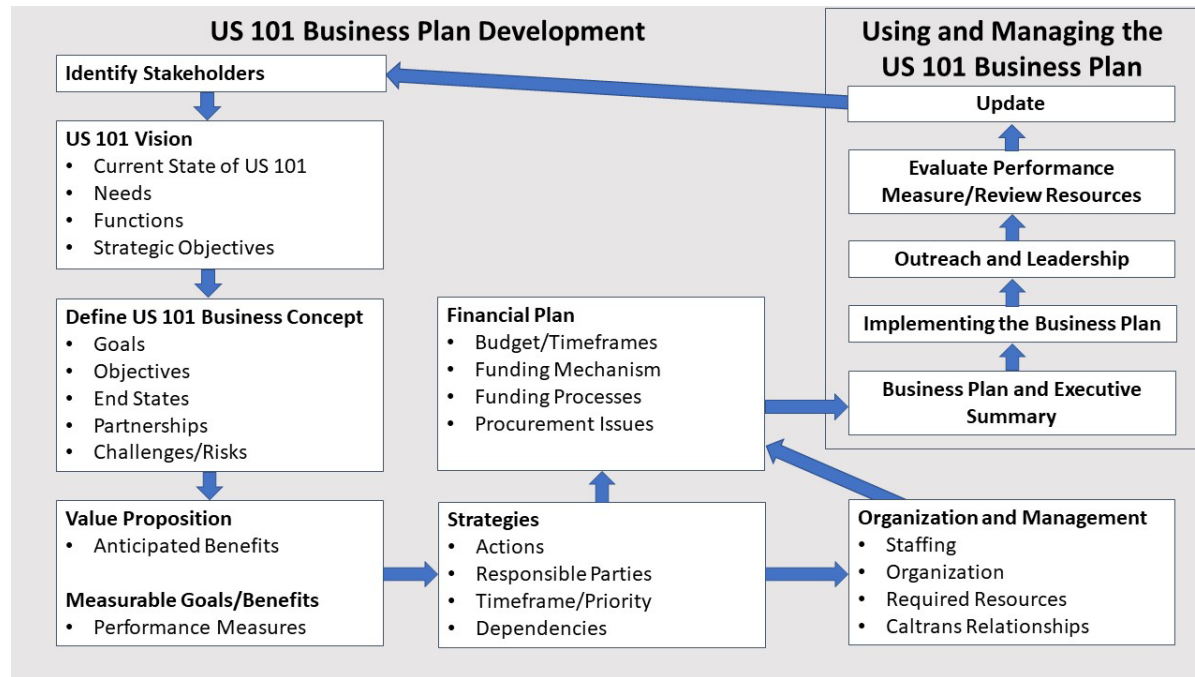 US 101 Business Plan Development
Identify Stakeholders
US 101 Vision
• Current State of US 101
• Needs
• Functions
• Strategic Objectives
Define US 101 Business Concept
• Goals
• Objectives
• End States
• Partnerships
• Challenges/Risks
Value Proposition
• Anticipated Benefits
Measurable Goals/Benefits
• Performance Measures
Strategies
• Actions
• Responsible Parties
• Timeframe/Priority
• Dependencies
Financial Plan
• Budget/Timeframes
• Funding Mechanism
• Funding Processes
• Procurement Issues
Organization and Management
• Staffing
• Organization
• Required Resources
• Caltrans Relationships
Using and Managing the
US 101 Business Plan
Update
Evaluate Performance
Measure/Review Resources
Outreach and Leadership
Implementing the Business Plan
Business Plan and Executive
Summary